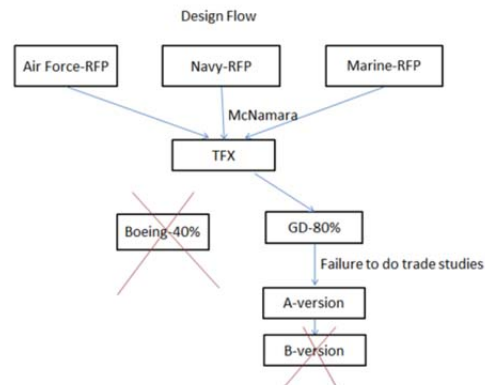 Design Flow
Air Force-RFP
Navy-RFP
Marine-RFP
McNamara
TFX
Boeing-40%
GD-80%
Failure to do trade studies
A-version
B-version